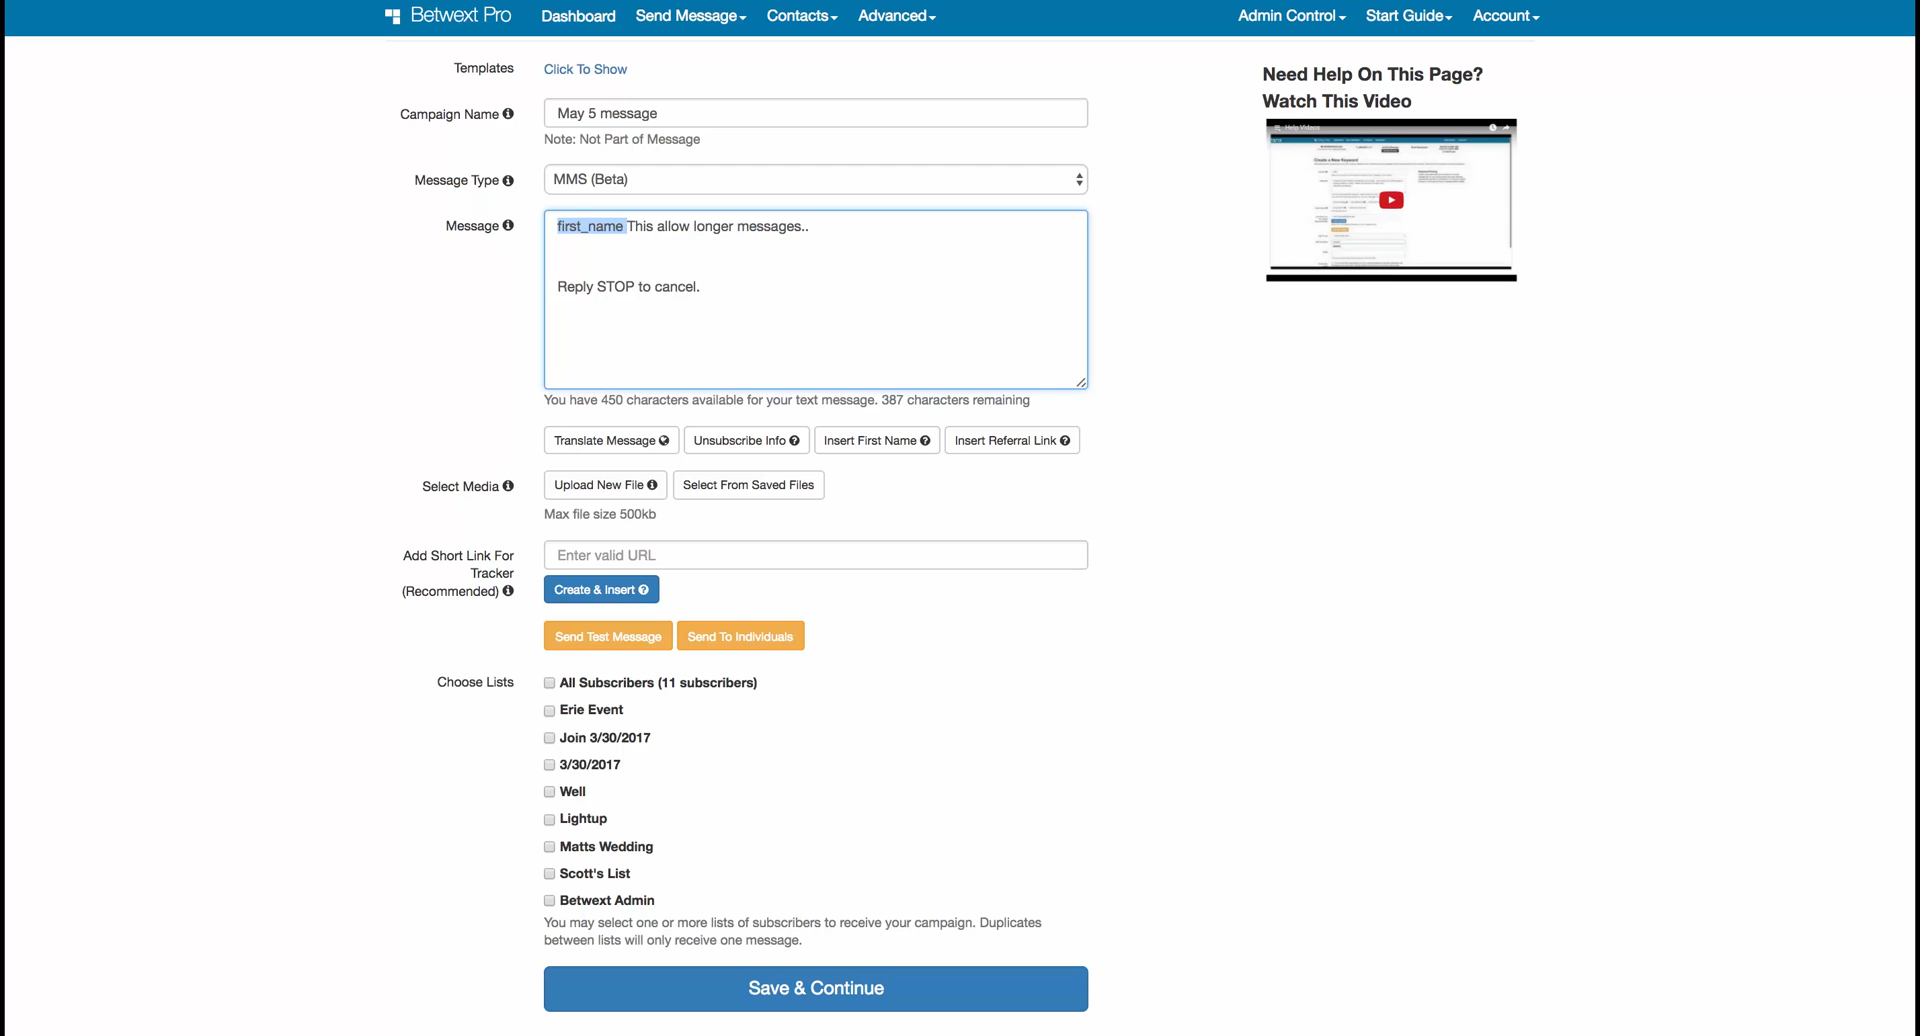 Betwext Pro Dashboard Send Message Contacts Advanced Admin Control Start Guide Account
Templates Click To Show
Need Help On This Page?
Watch This Video
Campaign Name May 5 message
Note: Not Part of Message
Help Videos
Message Type MMS (Beta)
Message first_name This allow longer messages..
Reply STOP to cancel.
You have 450 characters available for your text message. 387 characters remaining
Translate Message Unsubscribe Info Insert First Name Insert Referral Link
Select Media Upload New File Select From Saved Files
Max file size 500kb
Add Short Link For
Tracker
(Recommended)
Enter valid URL
Create & Insert
Send Test Message Send To Individuals
Choose Lists All Subscribers (11 subscribers)
Erie Event
Join 3/30/2017
3/30/2017
Well
Lightup
Matts Wedding
Scott's List
Betwext Admin
You may select one or more lists of subscribers to receive your campaign. Duplicates
between lists will only receive one message.
Save & Continue